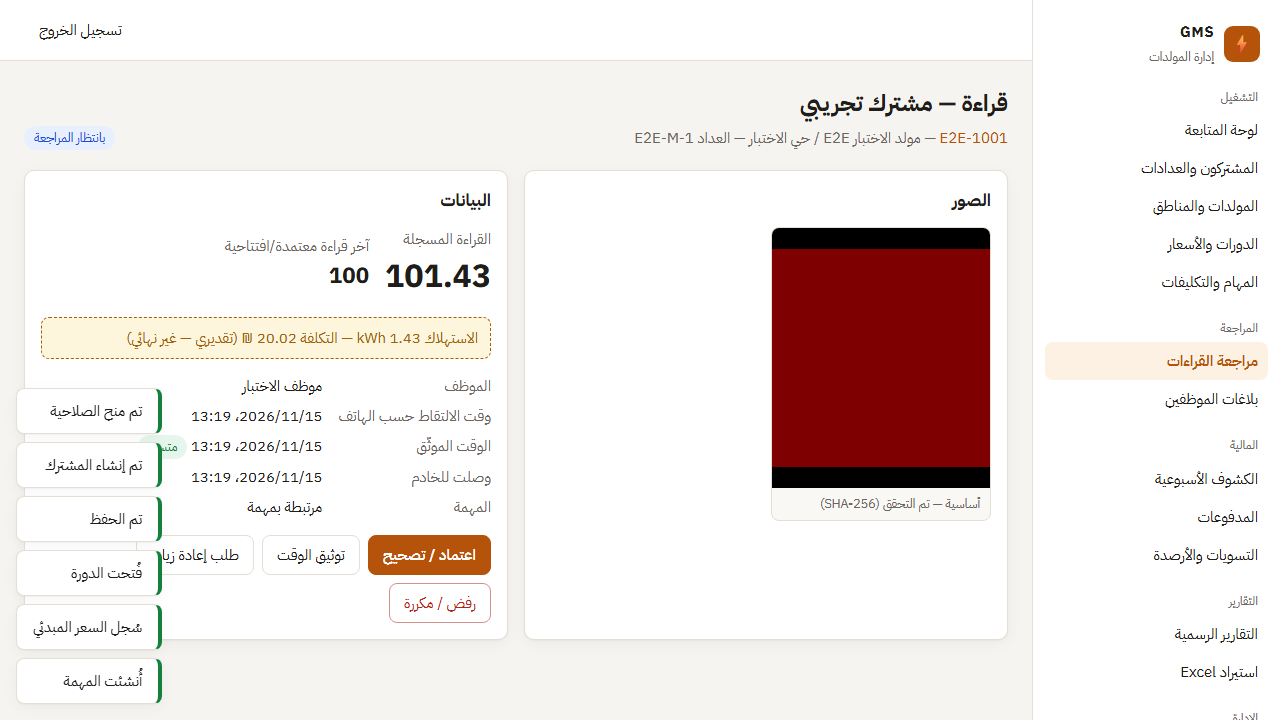 GMS
إدارة المولدات
التشغيل
لوحة المتابعة
المشتركون والعدادات
المولدات والمناطق
الدورات والأسعار
المهام والتكليفات
المراجعة
مراجعة القراءات
بلاغات الموظفين
المالية
الكشوف الأسبوعية
المدفوعات
التسويات والأرصدة
التقارير
التقارير الرسمية
استيراد Excel
الإدارة
تسجيل الخروج
قراءة — مشترك تجريبي
E2E-1001 — مولد الاختبار E2E / حي الاختبار — العداد E2E-M-1
بانتظار المراجعة
الصور
أساسية — تم التحقق (SHA-256)
البيانات
القراءة المسجلة
101.43
آخر قراءة معتمدة/افتتاحية
100
الاستهلاك 1.43 kWh — التكلفة 20.02 ₪ (تقديري — غير نهائي)
الموظف موظف الاختبار
وقت الالتقاط حسب الهاتف 2026/11/15، 13:19
الوقت الموثّق 2026/11/15، 13:19
وصلت للخادم 2026/11/15، 13:19
المهمة مرتبطة بمهمة
اعتماد / تصحيح
توثيق الوقت
طلب إعادة
رفض / مكررة
تم منح الصلاحية
تم إنشاء المشترك
تم الحفظ
فُتحت الدورة
سُجل السعر المبدئي
أُنشئت المهمة